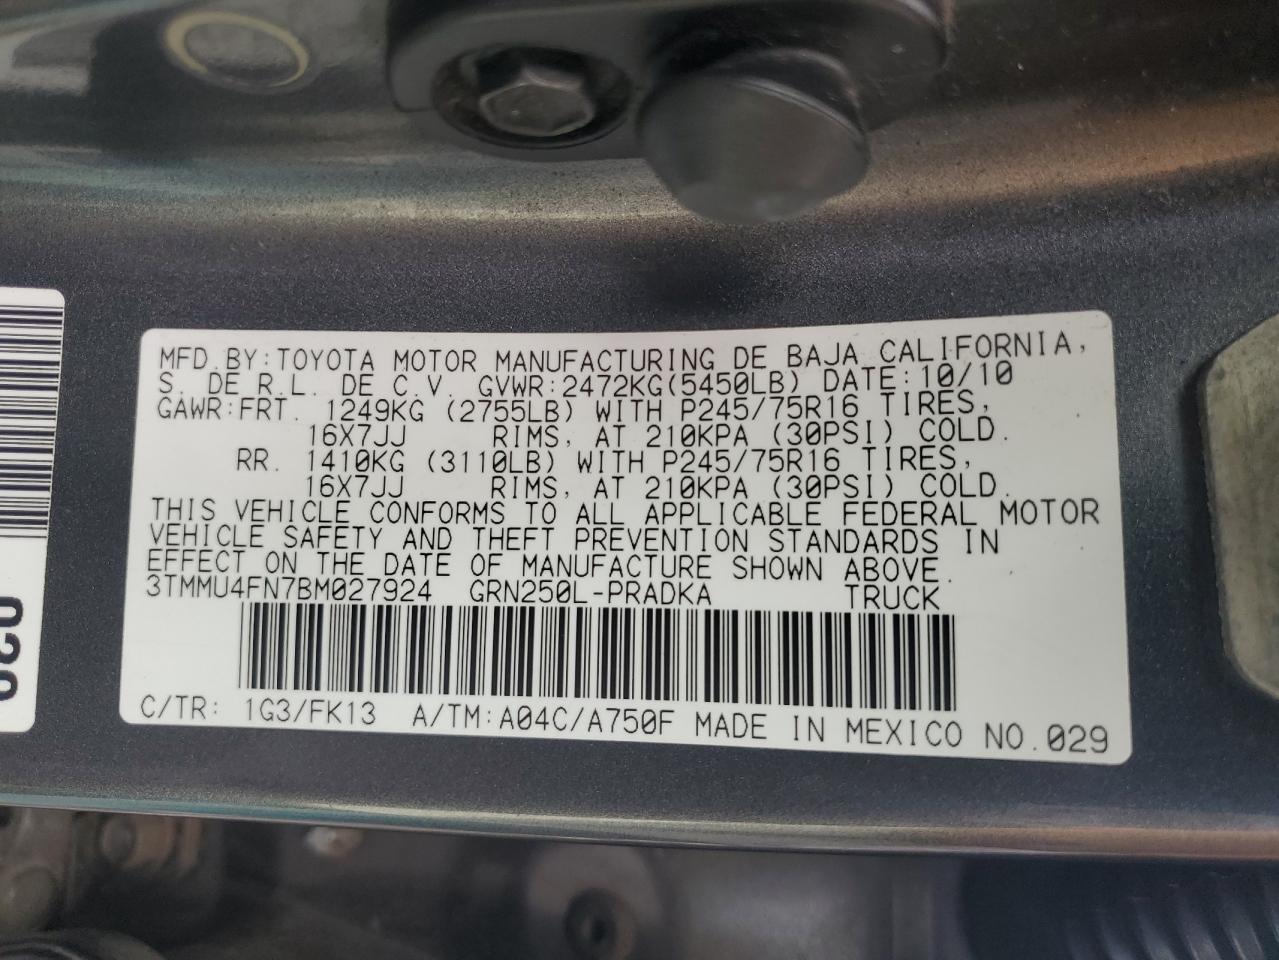 MFD.BY:TOYOTA MOTOR MANUFACTURING DE BAJA CALIFORNIA,
S. DE R.L. DE C.V. GVWR:2472KG(5450LB) DATE:10/10
GAWR:FRT. 1249KG (2755LB) WITH P245/75R16 TIRES,
16X7JJ RIMS, AT 210KPA (30PSI) COLD.
RR. 1410KG (3110LB) WITH P245/75R16 TIRES,
16X7JJ RIMS, AT 210KPA (30PSI) COLD.
THIS VEHICLE CONFORMS TO ALL APPLICABLE FEDERAL MOTOR
VEHICLE SAFETY AND THEFT PREVENTION STANDARDS IN
EFFECT ON THE DATE OF MANUFACTURE SHOWN ABOVE.
3TMMU4FN7BM027924 GRN250L-PRADKA TRUCK
C/TR: 1G3/FK13 A/TM:A04C/A750F MADE IN MEXICO NO.029